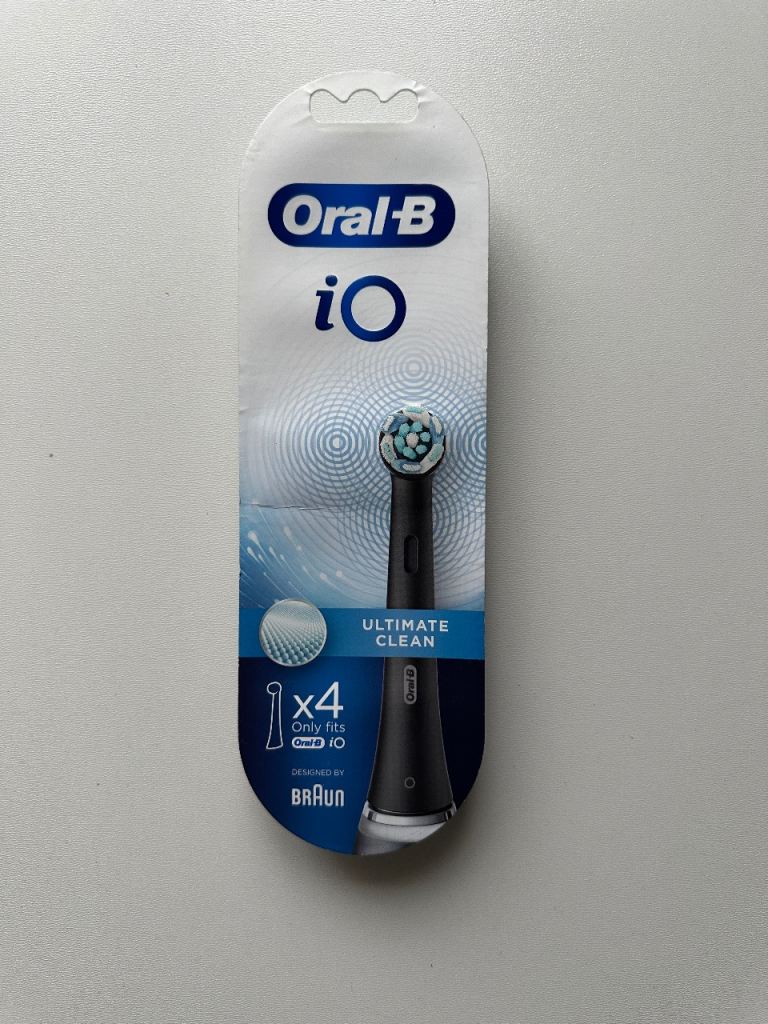 Oral-B
iO
ULTIMATE
CLEAN
Oral-B
x4
Only fits
Oral-B iO
DESIGNED BY
BRAUN